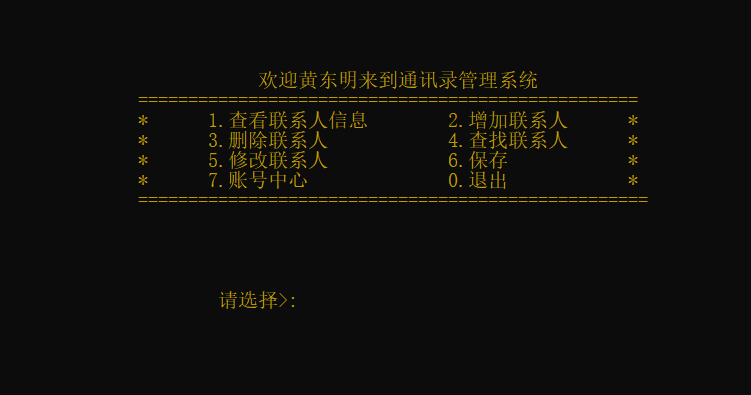 欢迎黄东明来到通讯录管理系统
==================================================
* 1.查看联系人信息 2.增加联系人 *
* 3.删除联系人 4.查找联系人 *
* 5.修改联系人 6.保存 *
* 7.账号中心 0.退出 *
===================================================
请选择>: